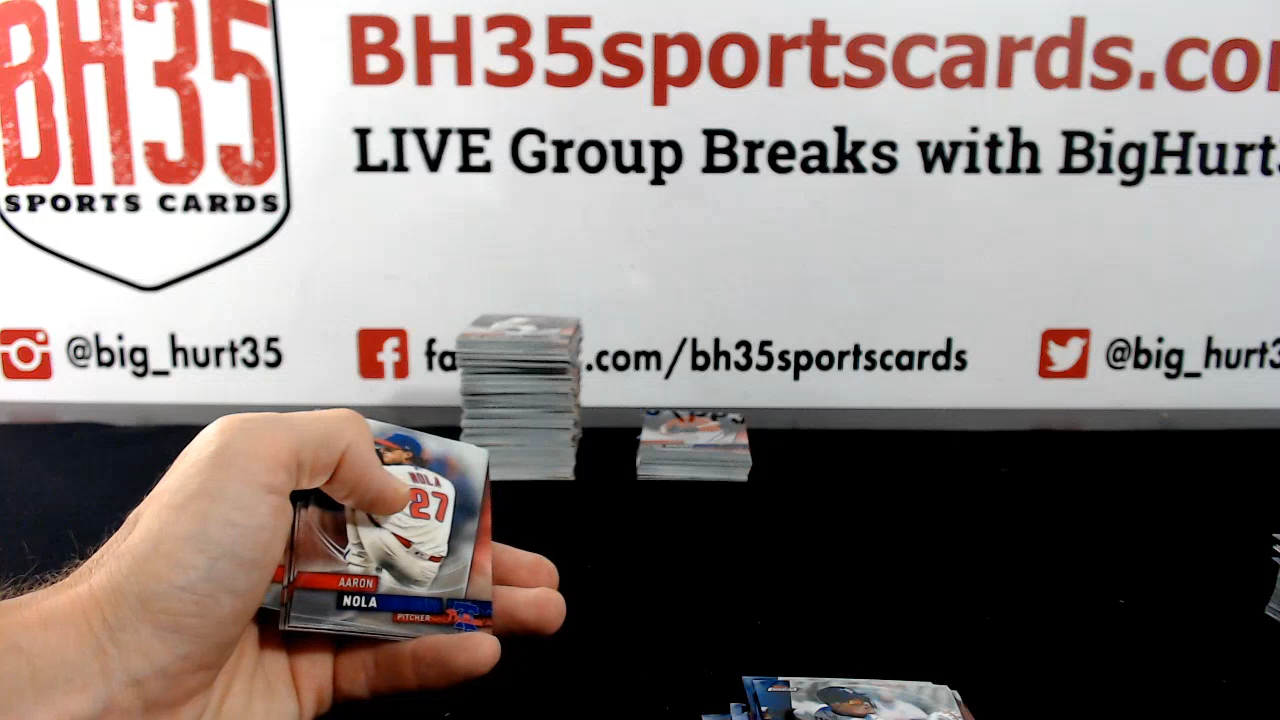 BH35
SPORTS CARDS
BH35sportscards.co
LIVE Group Breaks with BigHurt
@big_hurt35
fa
.com/bh35sportscards
@big_hurt3
NOLA
27
AARON
NOLA
PITCHER